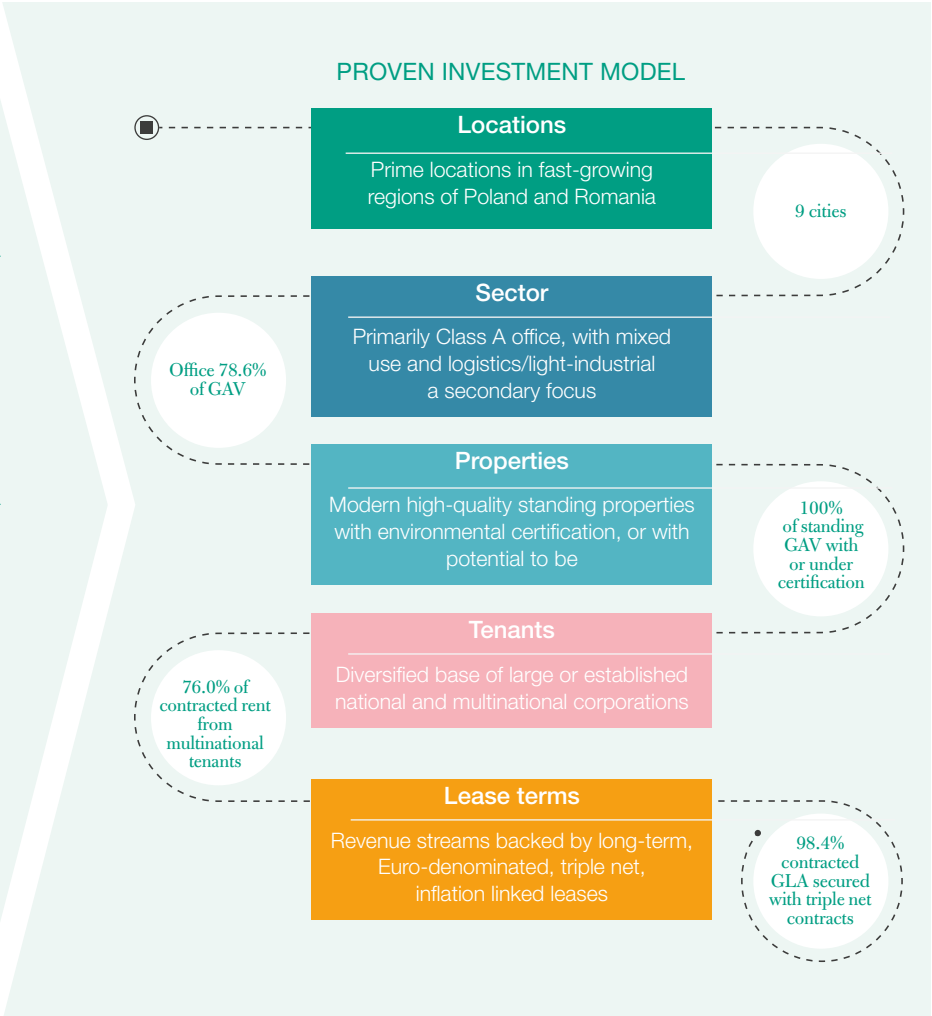 PROVEN INVESTMENT MODEL
Locations
Prime locations in fast-growing
regions of Poland and Romania
9 cities
Sector
Primarily Class A office, with mixed
use and logistics/light-industrial
a secondary focus
Office 78.6%
of GAV
Properties
Modern high-quality standing properties
with environmental certification, or with
potential to be
100%
of standing
GAV with
or under
certification
Tenants
Diversified base of large or established
national and multinational corporations
76.0% of
contracted rent
from
multinational
tenants
Lease terms
Revenue streams backed by long-term,
Euro-denominated, triple net,
inflation linked leases
98.4%
contracted
GLA secured
with triple net
contracts